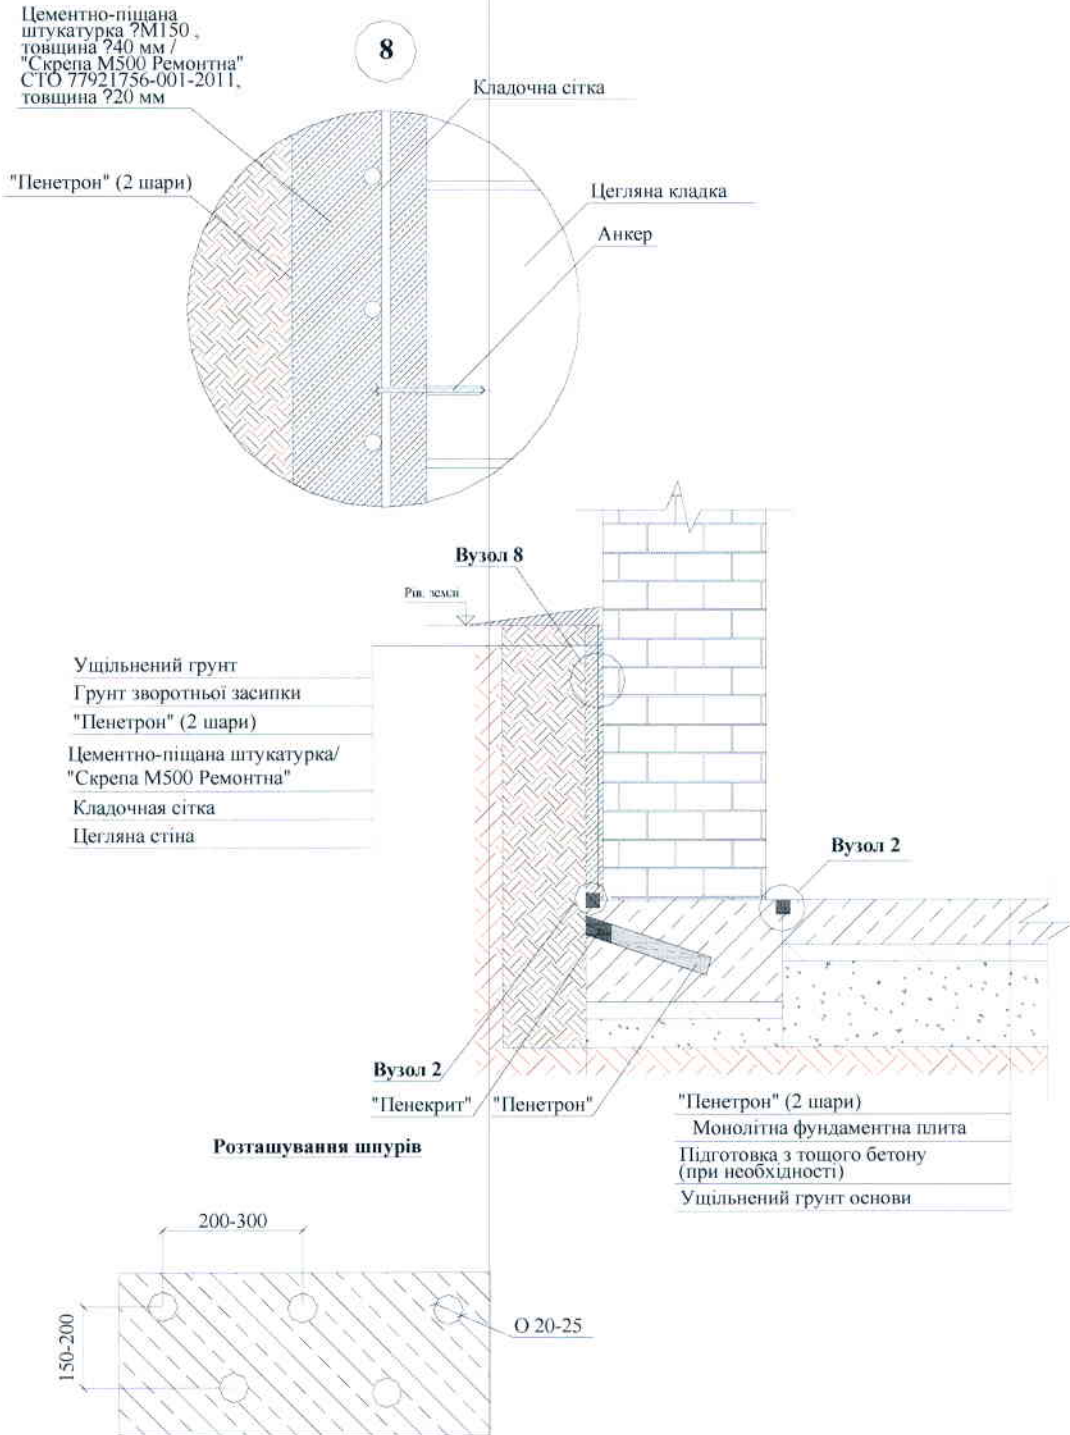 Цементно-піщана
штукатурка ?М150 ,
товщина ?40 мм /
"Скрепа М500 Ремонтна"
СТО 77921756-001-2011,
товщина ?20 мм
8
Кладочна сітка
"Пенетрон" (2 шари)
Цегляна кладка
Анкер
Вузол 8
Рів. землі
Ущільнений грунт
Грунт зворотньої засипки
"Пенетрон" (2 шари)
Цементно-піщана штукатурка/
"Скрепа М500 Ремонтна"
Кладочная сітка
Цегляна стіна
Вузол 2
Вузол 2
"Пенекрит"
"Пенетрон"
"Пенетрон" (2 шари)
Монолітна фундаментна плита
Підготовка з тощого бетону
(при необхідності)
Ущільнений грунт основи
Розташування шпурів
200-300
150-200
О 20-25